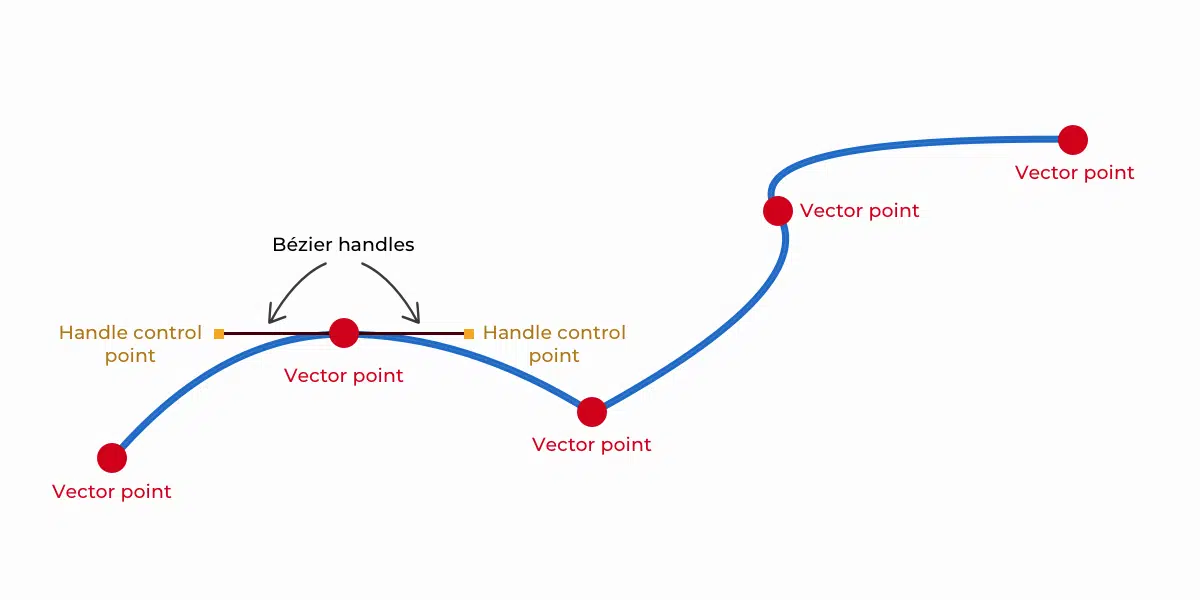 Vector point
Vector point
Bézier handles
Handle control
point
Handle control
point
Vector point
Vector point
Vector point